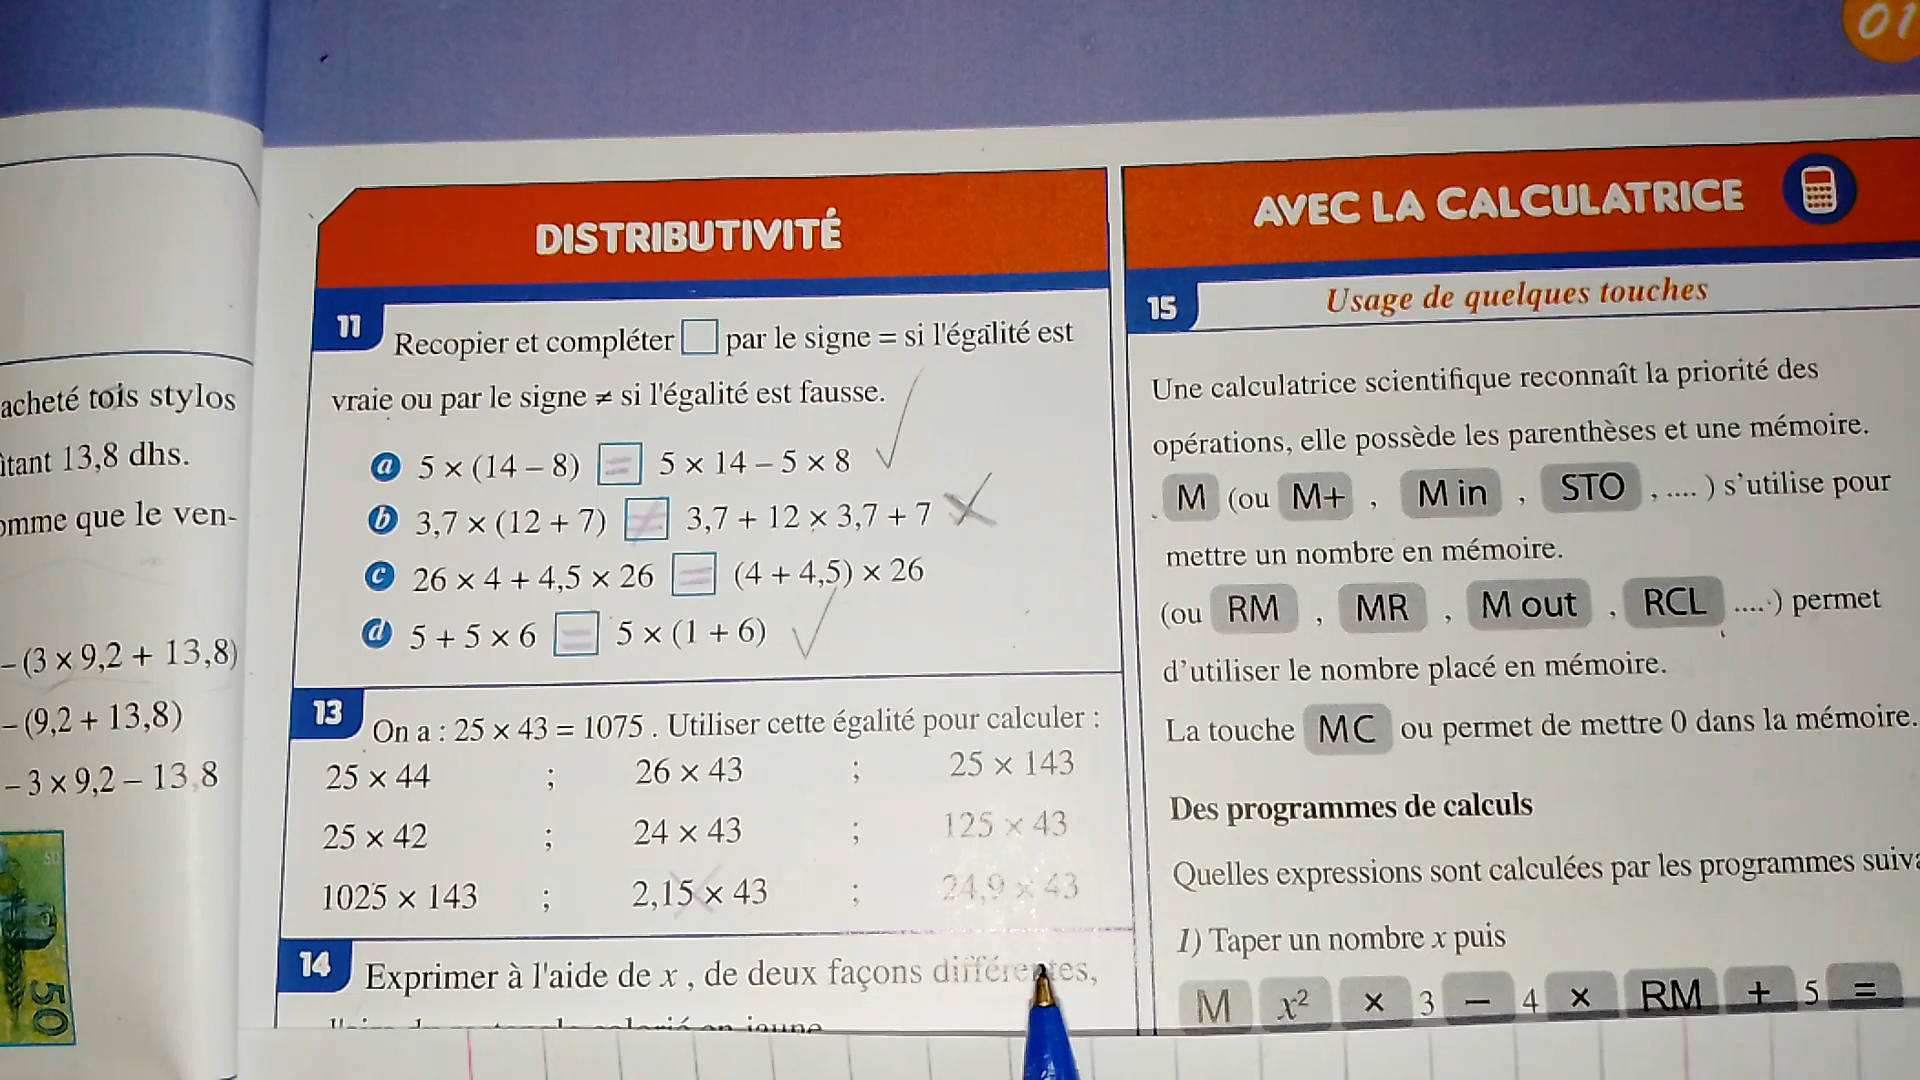 01
acheté tois stylos
itant 13,8 dhs.
omme que le ven-
– (3 × 9,2 + 13,8)
– (9,2 + 13,8)
– 3 × 9,2 – 13,8
50
50
DISTRIBUTIVITÉ
11 Recopier et compléter □ par le signe = si l'égalité est
vraie ou par le signe ≠ si l'égalité est fausse.
a 5 × (14 – 8) = 5 × 14 – 5 × 8
b 3,7 × (12 + 7) ≠ 3,7 + 12 × 3,7 + 7
c 26 × 4 + 4,5 × 26 = (4 + 4,5) × 26
d 5 + 5 × 6 = 5 × (1 + 6)
13 On a : 25 × 43 = 1075 . Utiliser cette égalité pour calculer :
25 × 44 ; 26 × 43 ; 25 × 143
25 × 42 ; 24 × 43 ; 125 × 43
1025 × 143 ; 2,15 × 43 ; 24,9 × 43
14 Exprimer à l'aide de x , de deux façons différentes,
AVEC LA CALCULATRICE
15 Usage de quelques touches
Une calculatrice scientifique reconnaît la priorité des
opérations, elle possède les parenthèses et une mémoire.
M (ou M+ , M in , STO , .... ) s’utilise pour
mettre un nombre en mémoire.
(ou RM , MR , M out , RCL ....) permet
d’utiliser le nombre placé en mémoire.
La touche MC ou permet de mettre 0 dans la mémoire.
Des programmes de calculs
Quelles expressions sont calculées par les programmes suiva
1) Taper un nombre x puis
M x² × 3 – 4 × RM + 5 =